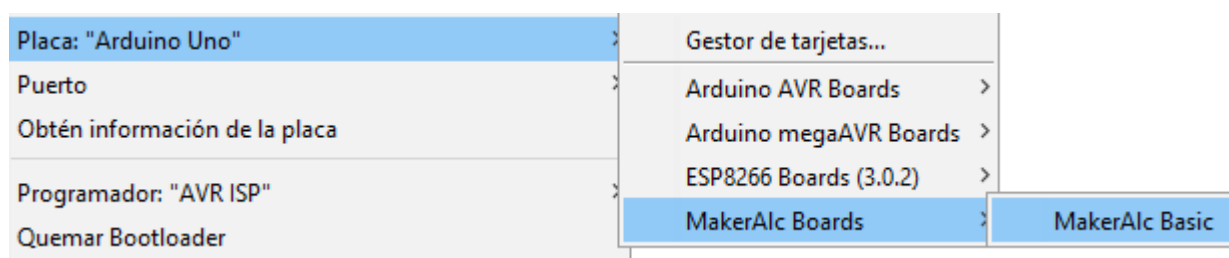 Placa: "Arduino Uno"
Puerto
Obtén información de la placa
Programador: "AVR ISP"
Quemar Bootloader
Gestor de tarjetas...
Arduino AVR Boards
Arduino megaAVR Boards
ESP8266 Boards (3.0.2)
MakerAlc Boards
MakerAlc Basic